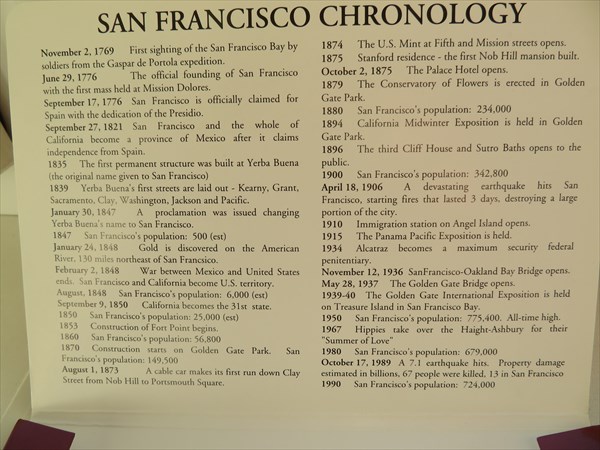 SAN FRANCISCO CHRONOLOGY
November 2, 1769 First sighting of the San Francisco Bay by
soldiers from the Gaspar de Portola expedition.
June 29, 1776 The official founding of San Francisco
with the first mass held at Mission Dolores.
September 17, 1776 San Francisco is officially claimed for
Spain with the dedication of the Presidio.
September 27, 1821 San Francisco and the whole of
California become a province of Mexico after it claims
independence from Spain.
1835 The first permanent structure was built at Yerba Buena
(the original name given to San Francisco)
1839 Yerba Buena's first streets are laid out - Kearny, Grant,
Sacramento, Clay, Washington, Jackson and Pacific.
January 30, 1847 A proclamation was issued changing
Yerba Buena's name to San Francisco.
1847 San Francisco's population: 500 (est)
January 24, 1848 Gold is discovered on the American
River, 130 miles northeast of San Francsico.
February 2, 1848 War between Mexico and United States
ends. San Francisco and California become U.S. territory.
August, 1848 San Francisco's population: 6,000 (est)
September 9, 1850 California becomes the 31st state.
1850 San Francisco's population: 25,000 (est)
1853 Construction of Fort Point begins.
1860 San Francisco's population: 56,800
1870 Construction starts on Golden Gate Park. San
Francisco's population: 149,500
August 1, 1873 A cable car makes its first run down Clay
Street from Nob Hill to Portsmouth Square.
1874 The U.S. Mint at Fifth and Mission streets opens.
1875 Stanford residence - the first Nob Hill mansion built.
October 2, 1875 The Palace Hotel opens.
1879 The Conservatory of Flowers is erected in Golden
Gate Park.
1880 San Francisco's population: 234,000
1894 California Midwinter Exposition is held in Golden
Gate Park.
1896 The third Cliff House and Sutro Baths opens to the
public.
1900 San Francisco's population: 342,800
April 18, 1906 A devastating earthquake hits San
Francisco, starting fires that lasted 3 days, destroying a large
portion of the city.
1910 Immigration station on Angel Island opens.
1915 The Panama Pacific Exposition is held.
1934 Alcatraz becomes a maximum security federal
penitentiary.
November 12, 1936 SanFrancisco-Oakland Bay Bridge opens.
May 28, 1937 The Golden Gate Bridge opens.
1939-40 The Golden Gate International Exposition is held
on Treasure Island in San Francisco Bay.
1950 San Francisco's population: 775,400. All-time high.
1967 Hippies take over the Haight-Ashbury for their
"Summer of Love"
1980 San Francisco's population: 679,000
October 17, 1989 A 7.1 earthquake hits. Property damage
estimated in billions, 67 people were killed, 13 in San Francisco
1990 San Francisco's population: 724,000